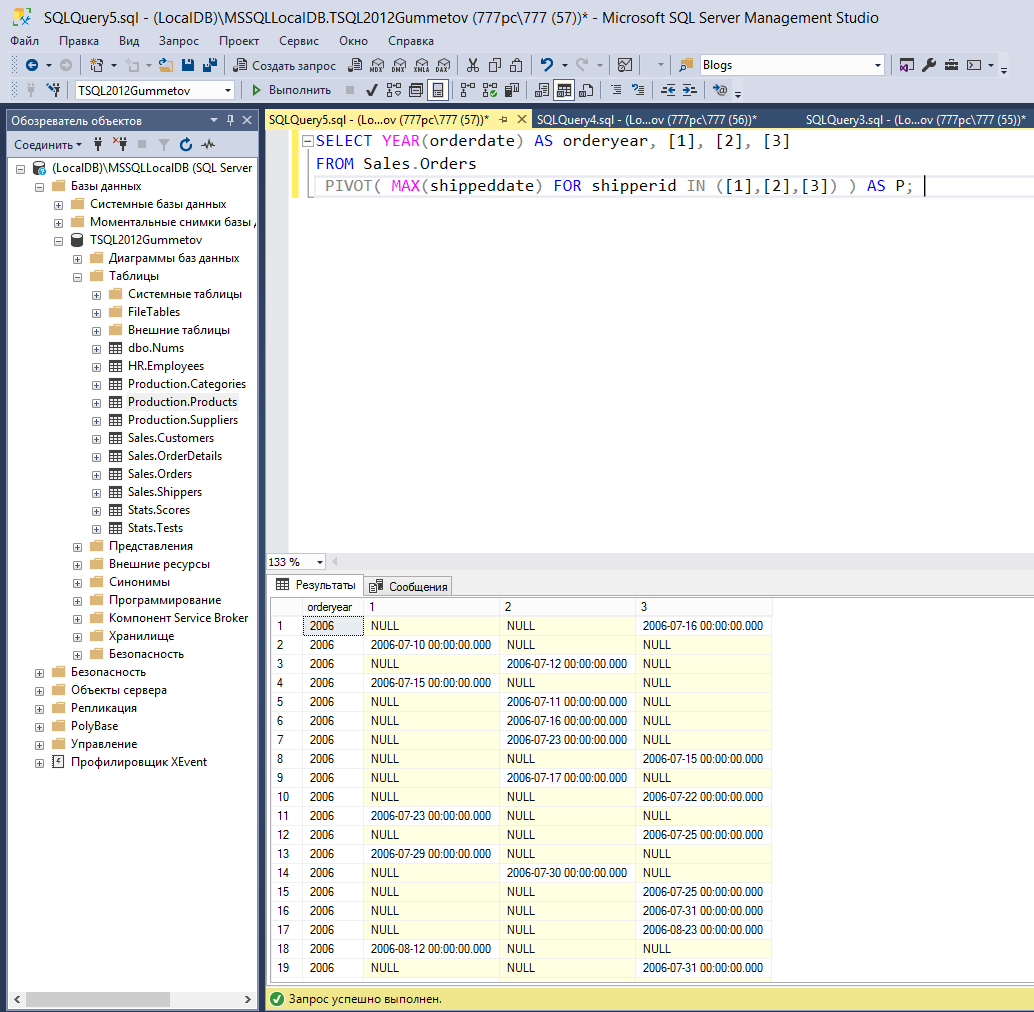 SQLQuery5.sql - (LocalDB)\MSSQLLocalDB.TSQL2012Gummetov (777pc\777 (57))* - Microsoft SQL Server Management Studio
Файл Правка Вид Запрос Проект Сервис Окно Справка
Создать запрос MDX DMX XMLA DAX Blogs
TSQL2012Gummetov Выполнить
Обозреватель объектов
Соединить
(LocalDB)\MSSQLLocalDB (SQL Server
Базы данных
Системные базы данных
Моментальные снимки базы
TSQL2012Gummetov
Диаграммы баз данных
Таблицы
Системные таблицы
FileTables
Внешние таблицы
dbo.Nums
HR.Employees
Production.Categories
Production.Products
Production.Suppliers
Sales.Customers
Sales.OrderDetails
Sales.Orders
Sales.Shippers
Stats.Scores
Stats.Tests
Представления
Внешние ресурсы
Синонимы
Программирование
Компонент Service Broker
Хранилище
Безопасность
Безопасность
Объекты сервера
Репликация
PolyBase
Управление
Профилировщик XEvent
SQLQuery5.sql - (Lo...ov (777pc\777 (57))* SQLQuery4.sql - (Lo...ov (777pc\777 (56))* SQLQuery3.sql - (Lo...ov (777pc\777 (55))*
SELECT YEAR(orderdate) AS orderyear, [1], [2], [3]
FROM Sales.Orders
PIVOT( MAX(shippeddate) FOR shipperid IN ([1],[2],[3]) ) AS P;
133 %
Результаты Сообщения
orderyear 1 2 3
1 2006 NULL NULL 2006-07-16 00:00:00.000
2 2006 2006-07-10 00:00:00.000 NULL NULL
3 2006 NULL 2006-07-12 00:00:00.000 NULL
4 2006 2006-07-15 00:00:00.000 NULL NULL
5 2006 NULL 2006-07-11 00:00:00.000 NULL
6 2006 NULL 2006-07-16 00:00:00.000 NULL
7 2006 NULL 2006-07-23 00:00:00.000 NULL
8 2006 NULL NULL 2006-07-15 00:00:00.000
9 2006 NULL 2006-07-17 00:00:00.000 NULL
10 2006 NULL NULL 2006-07-22 00:00:00.000
11 2006 2006-07-23 00:00:00.000 NULL NULL
12 2006 NULL NULL 2006-07-25 00:00:00.000
13 2006 2006-07-29 00:00:00.000 NULL NULL
14 2006 NULL 2006-07-30 00:00:00.000 NULL
15 2006 NULL NULL 2006-07-25 00:00:00.000
16 2006 NULL NULL 2006-07-31 00:00:00.000
17 2006 NULL NULL 2006-08-23 00:00:00.000
18 2006 2006-08-12 00:00:00.000 NULL NULL
19 2006 NULL NULL 2006-07-31 00:00:00.000
Запрос успешно выполнен.